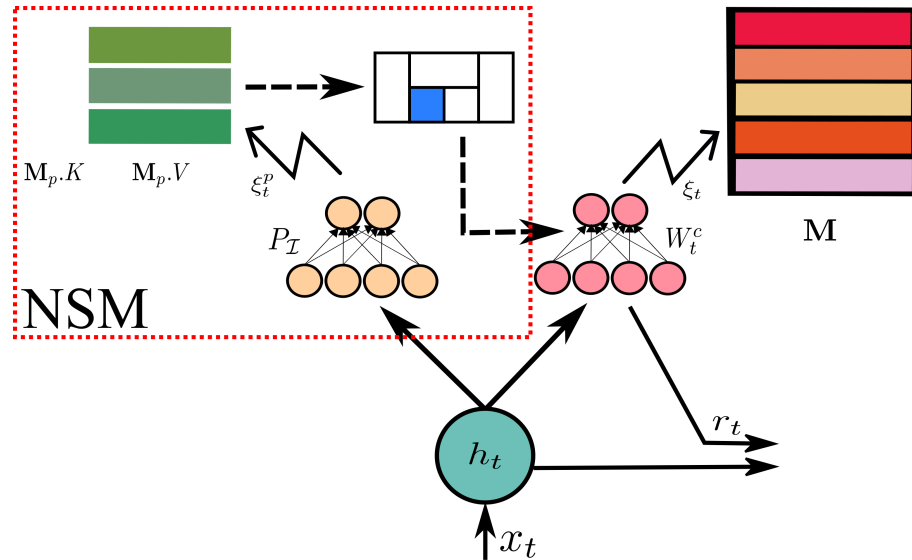 M_p.K M_p.V
ξ_t^p
ξ_t
P_ℐ
W_t^c
M
NSM
r_t
h_t
x_t